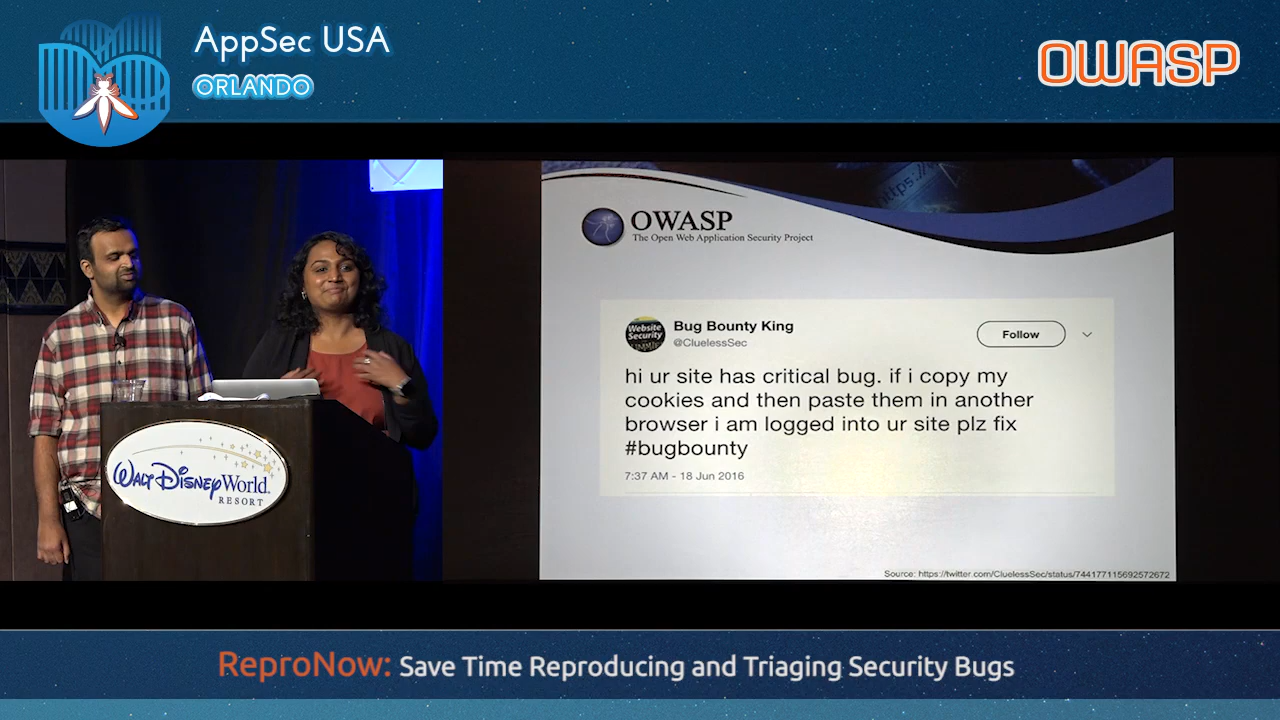 AppSec USA
ORLANDO
OWASP
https://
OWASP
The Open Web Application Security Project
Website
Security
Bug Bounty King
@CluelessSec
Follow
hi ur site has critical bug. if i copy my
cookies and then paste them in another
browser i am logged into ur site plz fix
#bugbounty
7:37 AM - 18 Jun 2016
Source: https://twitter.com/CluelessSec/status/744177115692572672
WALT DISNEY World
RESORT
ReproNow: Save Time Reproducing and Triaging Security Bugs